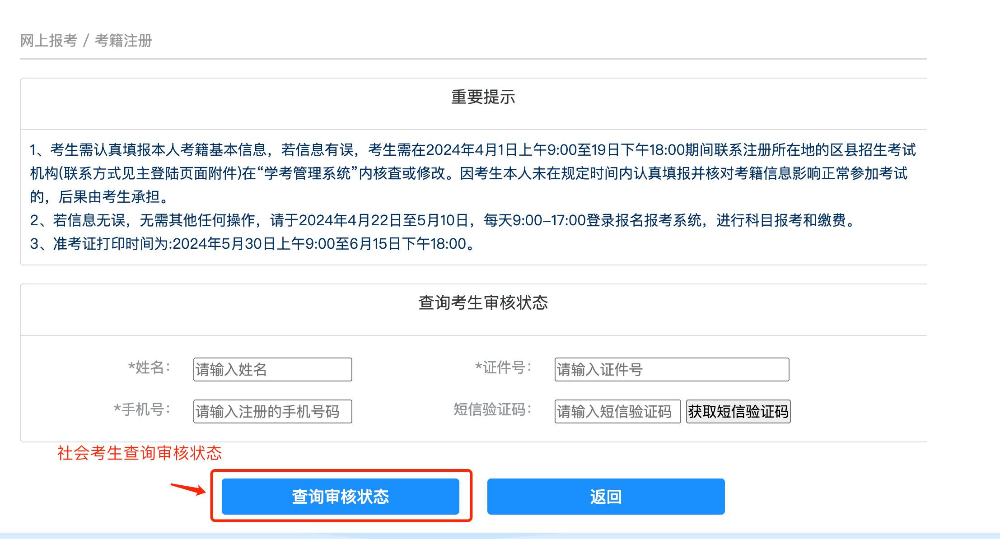 网上报考 / 考籍注册
重要提示
1、考生需认真填报本人考籍基本信息，若信息有误，考生需在2024年4月1日上午9:00至19日下午18:00期间联系注册所在地的区县招生考试
机构(联系方式见主登陆页面附件)在“学考管理系统”内核查或修改。因考生本人未在规定时间内认真填报并核对考籍信息影响正常参加考试
的，后果由考生承担。
2、若信息无误，无需其他任何操作，请于2024年4月22日至5月10日，每天9:00-17:00登录报名报考系统，进行科目报考和缴费。
3、准考证打印时间为:2024年5月30日上午9:00至6月15日下午18:00。
查询考生审核状态
*姓名： 请输入姓名 *证件号： 请输入证件号
*手机号： 请输入注册的手机号码 短信验证码： 请输入短信验证码 获取短信验证码
社会考生查询审核状态
查询审核状态 返回